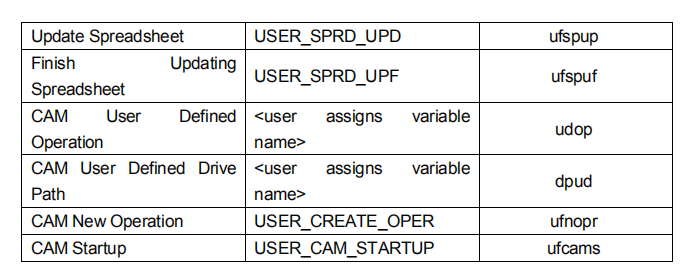 Update Spreadsheet USER_SPRD_UPD ufspup
Finish Updating
Spreadsheet USER_SPRD_UPF ufspuf
CAM User Defined
Operation <user assigns variable
name> udop
CAM User Defined Drive
Path <user assigns variable
name> dpud
CAM New Operation USER_CREATE_OPER ufnopr
CAM Startup USER_CAM_STARTUP ufcams